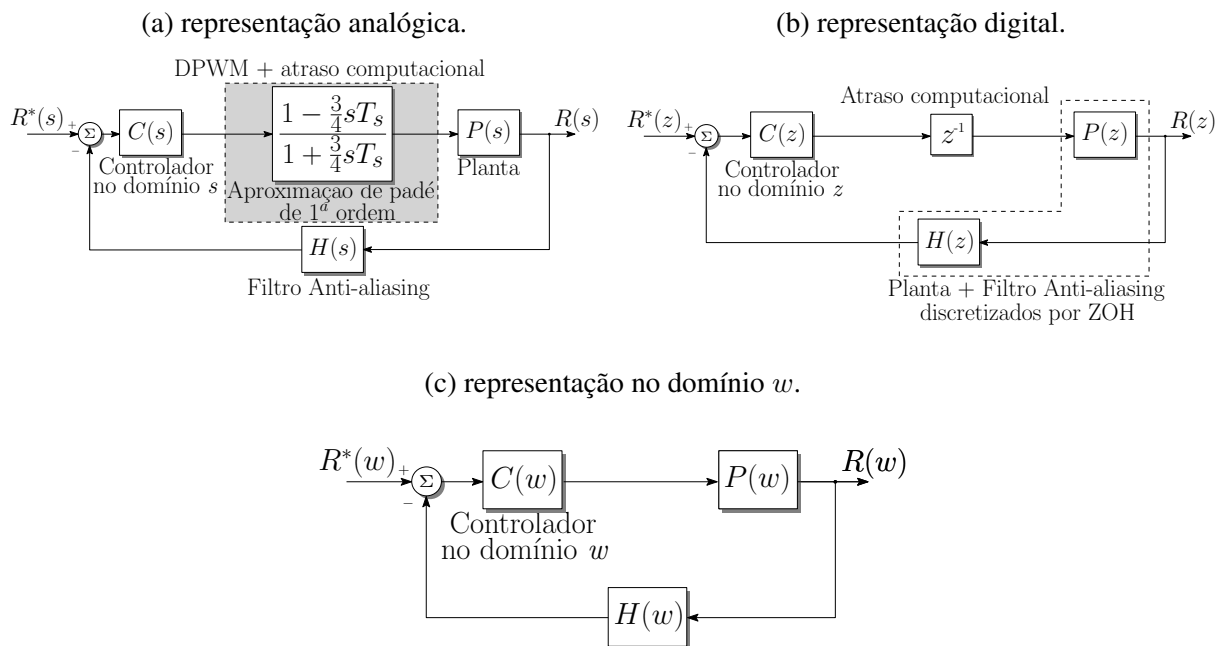 (a) representação analógica.
DPWM + atraso computacional
R*(s)
+
Σ
−
C(s)
1 − 3/4 sT_s
1 + 3/4 sT_s
P(s)
R(s)
Controlador
no domínio s
Planta
Aproximação de padé
de 1ª ordem
H(s)
Filtro Anti-aliasing
(b) representação digital.
Atraso computacional
R*(z)
+
Σ
−
C(z)
z⁻¹
P(z)
R(z)
Controlador
no domínio z
H(z)
Planta + Filtro Anti-aliasing
discretizados por ZOH
(c) representação no domínio w.
R*(w)
+
Σ
−
C(w)
P(w)
R(w)
Controlador
no domínio w
H(w)